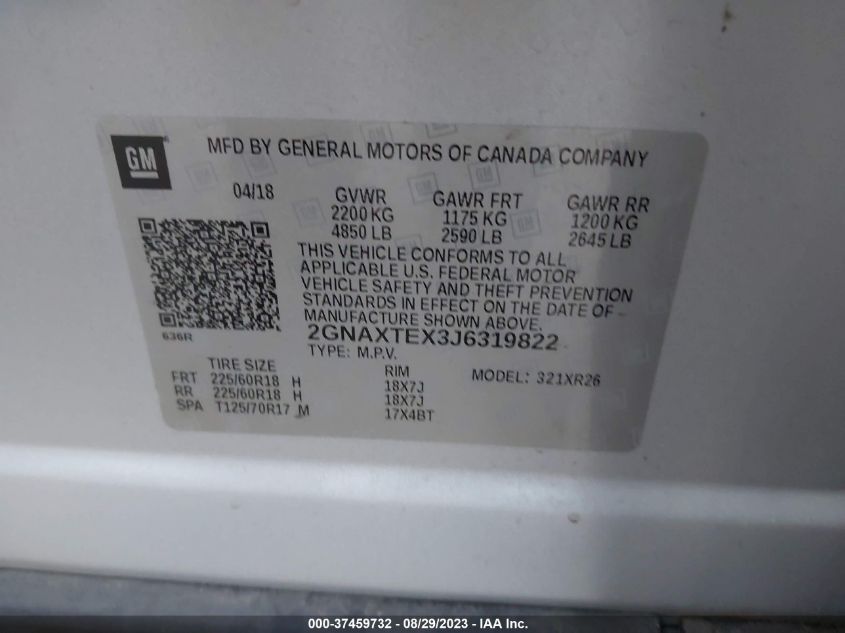 GM
MFD BY GENERAL MOTORS OF CANADA COMPANY
04/18 GVWR GAWR FRT GAWR RR
2200 KG 1175 KG 1200 KG
4850 LB 2590 LB 2645 LB
THIS VEHICLE CONFORMS TO ALL
APPLICABLE U.S. FEDERAL MOTOR
VEHICLE SAFETY AND THEFT PREVENTION
STANDARDS IN EFFECT ON THE DATE OF
MANUFACTURE SHOWN ABOVE.
636R
2GNAXTEX3J6319822
TYPE: M.P.V.
TIRE SIZE RIM MODEL: 321XR26
FRT 225/60R18 H 18X7J
RR 225/60R18 H 18X7J
SPA T125/70R17 M 17X4BT
000-37459732 - 08/29/2023 - IAA Inc.